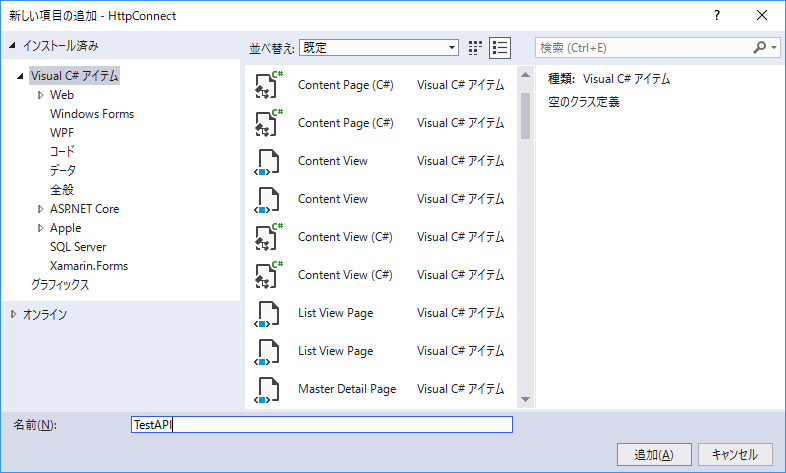 新しい項目の追加 - HttpConnect
インストール済み
並べ替え: 既定
検索 (Ctrl+E)
Visual C# アイテム
Web
Windows Forms
WPF
コード
データ
全般
ASP.NET Core
Apple
SQL Server
Xamarin.Forms
グラフィックス
オンライン
C# Content Page (C#) Visual C# アイテム
C# Content Page (C#) Visual C# アイテム
Content View Visual C# アイテム
Content View Visual C# アイテム
C# Content View (C#) Visual C# アイテム
C# Content View (C#) Visual C# アイテム
List View Page Visual C# アイテム
List View Page Visual C# アイテム
Master Detail Page Visual C# アイテム
種類: Visual C# アイテム
空のクラス定義
名前(N): TestAPI
追加(A) キャンセル